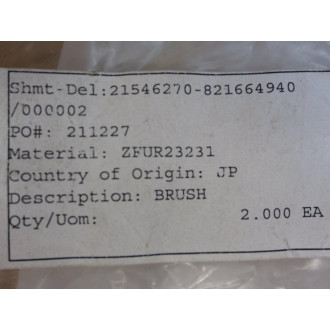 Shmt-Del:21546270-821664940
/000002
PO#: 211227
Material: ZFUR23231
Country of Origin: JP
Description: BRUSH
Qty/Uom: 2.000 EA